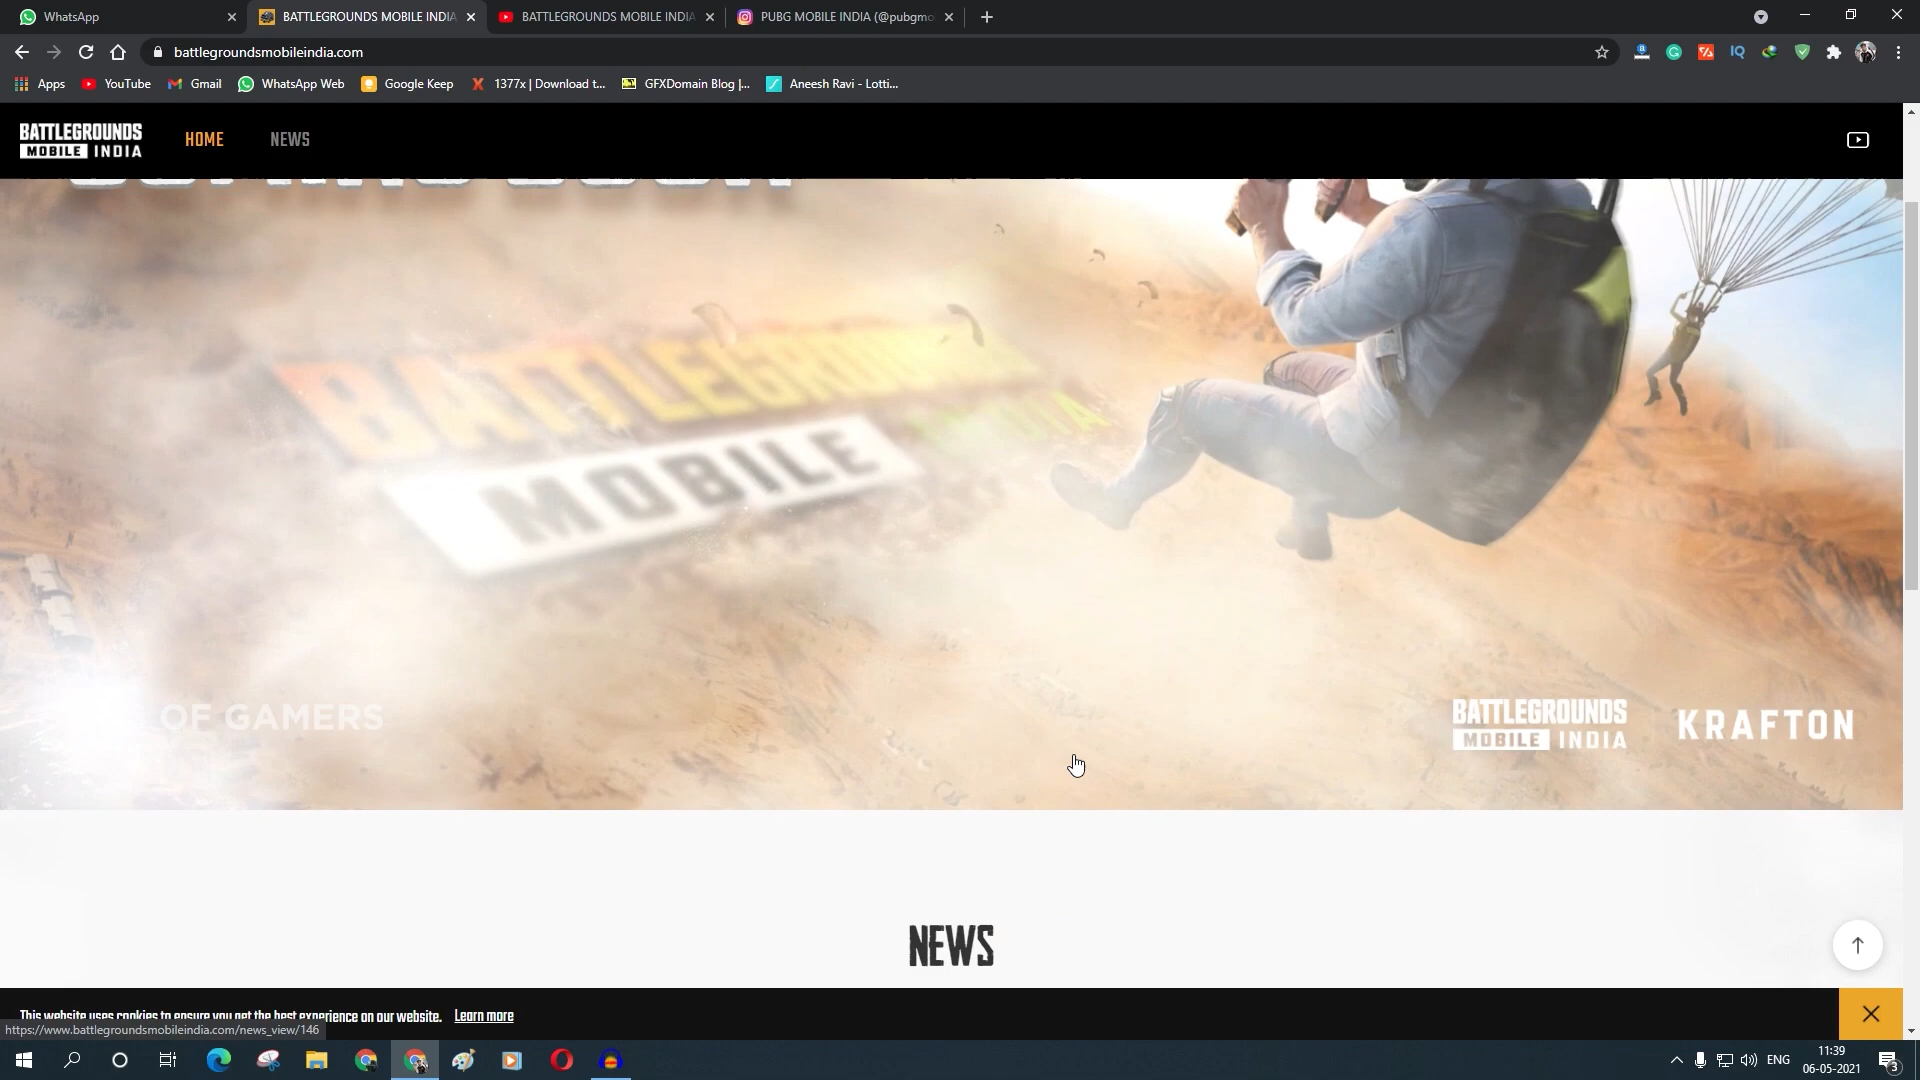 WhatsApp
BATTLEGROUNDS MOBILE INDIA
BATTLEGROUNDS MOBILE INDIA
PUBG MOBILE INDIA (@pubgmo
battlegroundsmobileindia.com
Apps
YouTube
Gmail
WhatsApp Web
Google Keep
1377x | Download t...
GFXDomain Blog |...
Aneesh Ravi - Lotti...
BATTLEGROUNDS
MOBILE INDIA
HOME
NEWS
MOBILE
OF GAMERS
BATTLEGROUNDS
MOBILE INDIA
KRAFTON
NEWS
This website uses cookies to ensure you get the best experience on our website. Learn more
https://www.battlegroundsmobileindia.com/news_view/146
ENG
11:39
06-05-2021
3